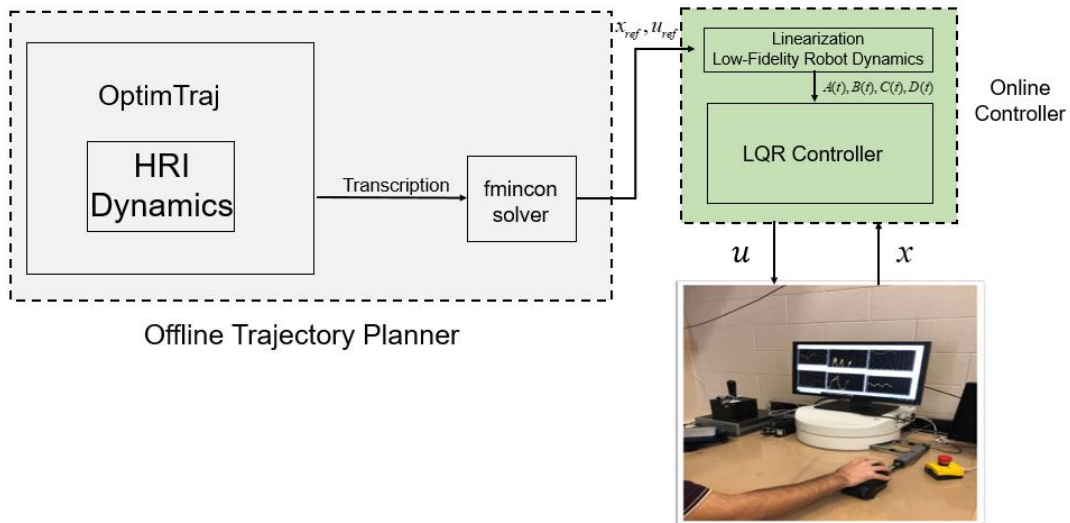 OptimTraj
HRI
Dynamics
Transcription
fmincon
solver
Offline Trajectory Planner
x_ref, u_ref
Linearization
Low-Fidelity Robot Dynamics
A(t), B(t), C(t), D(t)
LQR Controller
Online
Controller
u
x